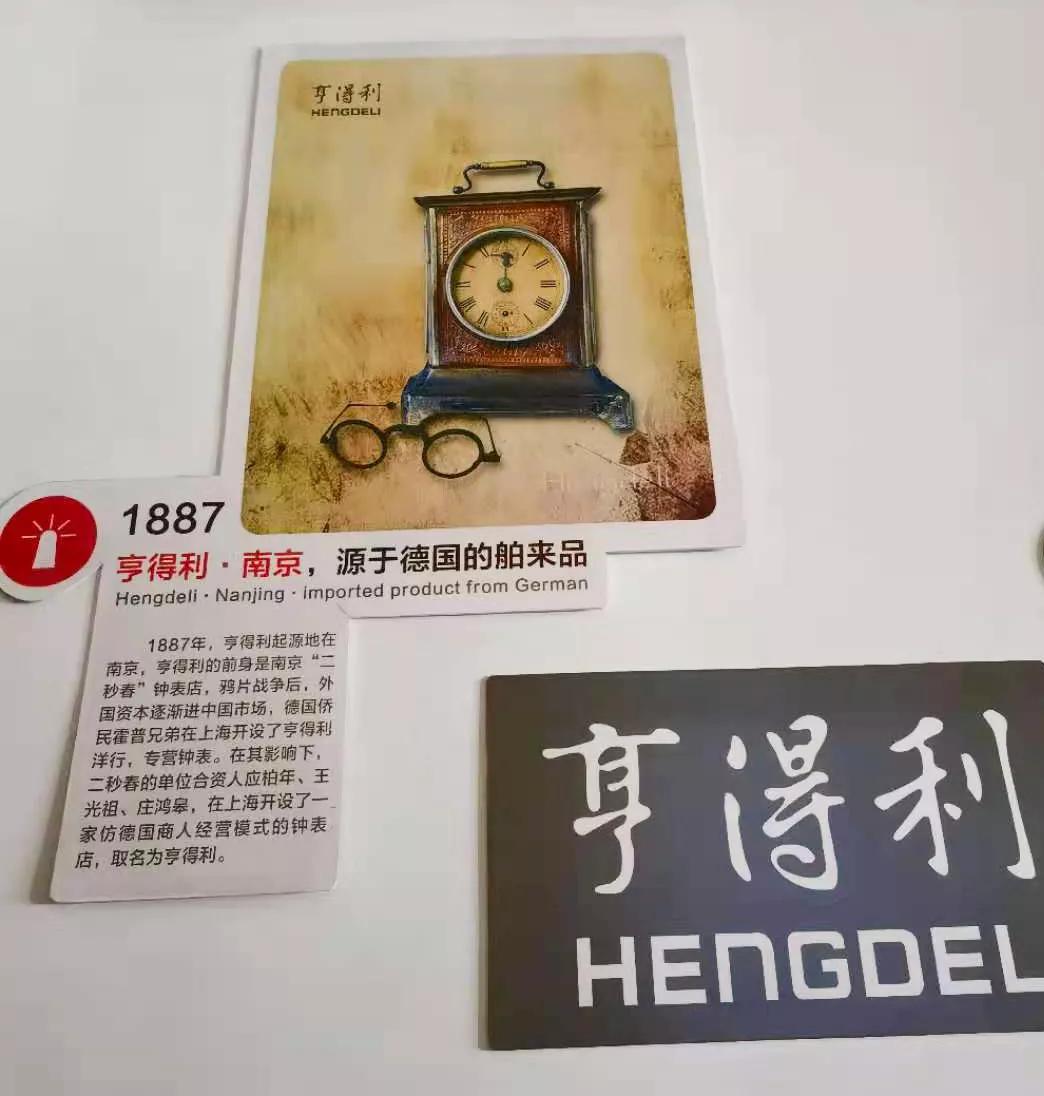 亨得利
HENGDELI
1887
亨得利·南京，源于德国的舶来品
Hengdeli · Nanjing · imported product from German
1887年，亨得利起源地在
南京，亨得利的前身是南京“二
秒春”钟表店，鸦片战争后，外
国资本逐渐进中国市场，德国侨
民霍普兄弟在上海开设了亨得利
洋行，专营钟表。在其影响下，
二秒春的单位合资人应柏年、王
光祖、庄鸿皋，在上海开设了一
家仿德国商人经营模式的钟表
店，取名为亨得利。
亨得利
HENGDEL